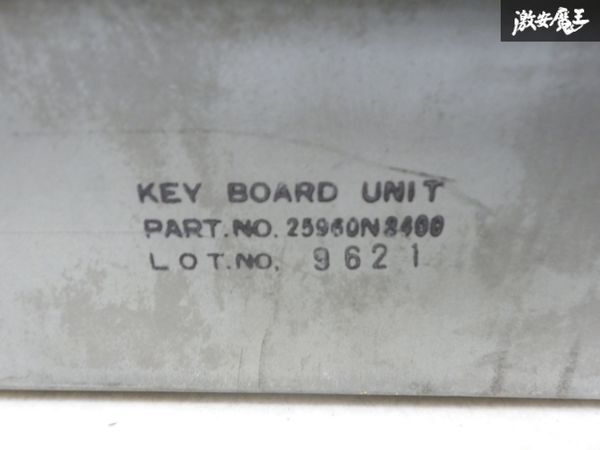 激安魔王
KEY BOARD UNIT
PART.NO. 25960N8400
LOT.NO. 9621